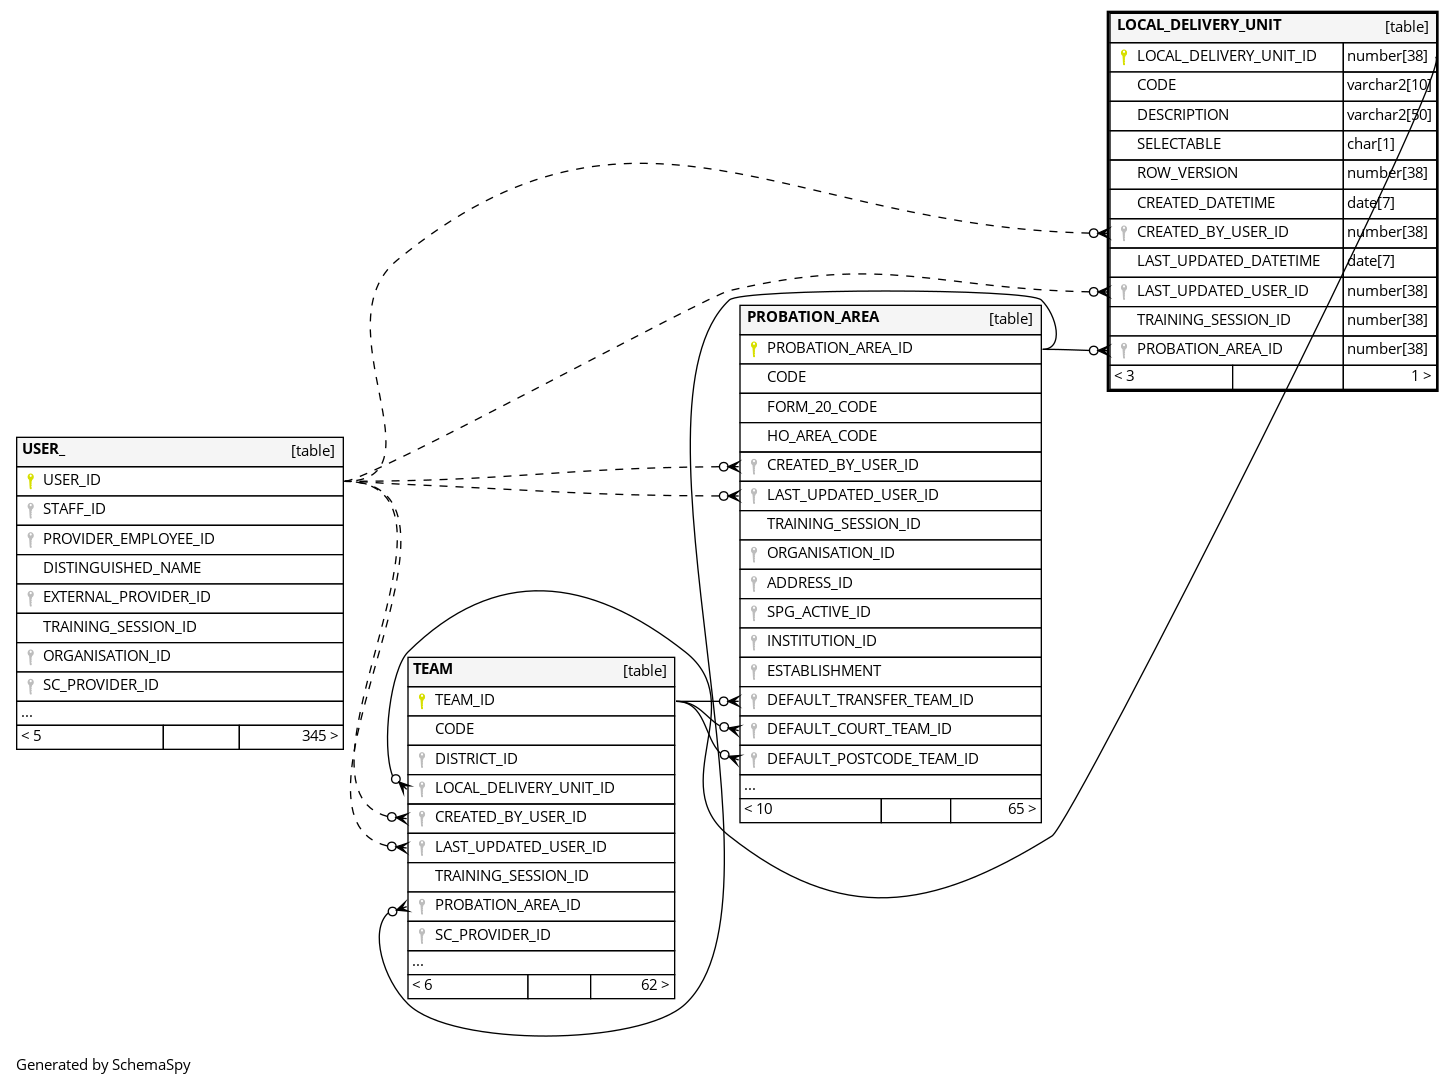 LOCAL_DELIVERY_UNIT [table]
LOCAL_DELIVERY_UNIT_ID number[38]
CODE varchar2[10]
DESCRIPTION varchar2[50]
SELECTABLE char[1]
ROW_VERSION number[38]
CREATED_DATETIME date[7]
CREATED_BY_USER_ID number[38]
LAST_UPDATED_DATETIME date[7]
LAST_UPDATED_USER_ID number[38]
TRAINING_SESSION_ID number[38]
PROBATION_AREA_ID number[38]
< 3 1 >
PROBATION_AREA [table]
PROBATION_AREA_ID
CODE
FORM_20_CODE
HO_AREA_CODE
CREATED_BY_USER_ID
LAST_UPDATED_USER_ID
TRAINING_SESSION_ID
ORGANISATION_ID
ADDRESS_ID
SPG_ACTIVE_ID
INSTITUTION_ID
ESTABLISHMENT
DEFAULT_TRANSFER_TEAM_ID
DEFAULT_COURT_TEAM_ID
DEFAULT_POSTCODE_TEAM_ID
...
< 10 65 >
USER_ [table]
USER_ID
STAFF_ID
PROVIDER_EMPLOYEE_ID
DISTINGUISHED_NAME
EXTERNAL_PROVIDER_ID
TRAINING_SESSION_ID
ORGANISATION_ID
SC_PROVIDER_ID
...
< 5 345 >
TEAM [table]
TEAM_ID
CODE
DISTRICT_ID
LOCAL_DELIVERY_UNIT_ID
CREATED_BY_USER_ID
LAST_UPDATED_USER_ID
TRAINING_SESSION_ID
PROBATION_AREA_ID
SC_PROVIDER_ID
...
< 6 62 >
Generated by SchemaSpy